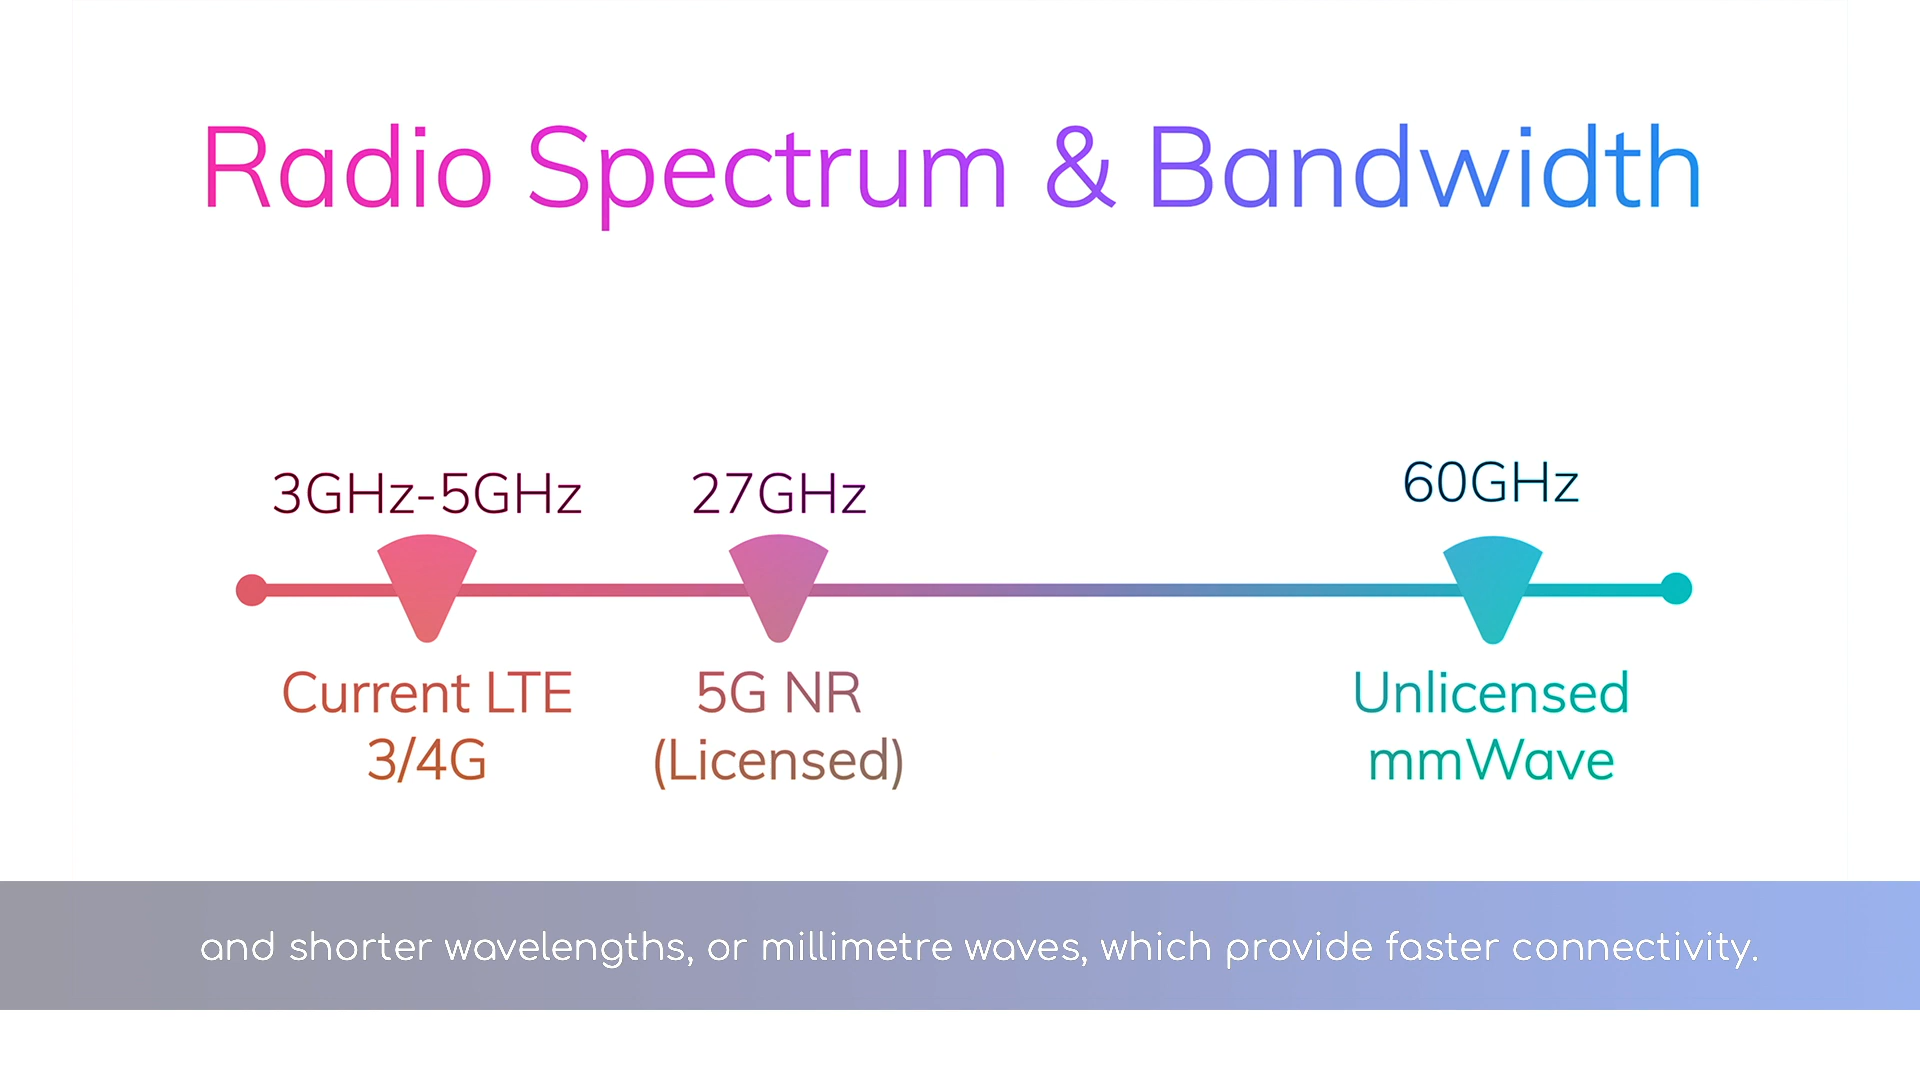 Radio Spectrum & Bandwidth
3GHz-5GHz
27GHz
60GHz
Current LTE
3/4G
5G NR
(Licensed)
Unlicensed
mmWave
and shorter wavelengths, or millimetre waves, which provide faster connectivity.